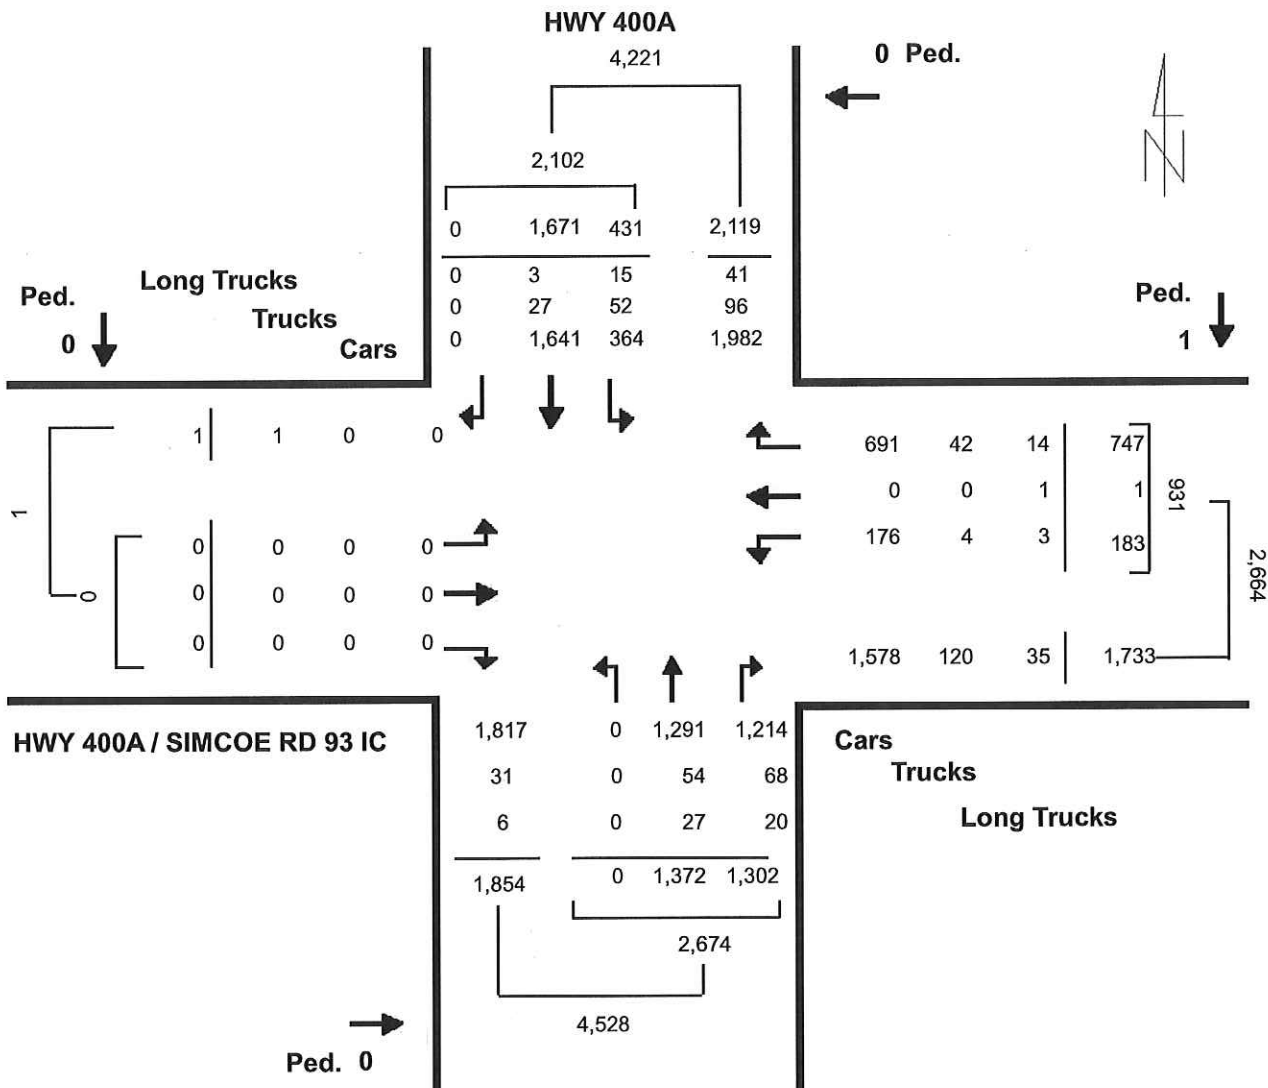 HWY 400A
4,221
0 Ped.
2,102
0 1,671 431 2,119
0 3 15 41
0 27 52 96
0 1,641 364 1,982
Long Trucks
Trucks
Cars
Ped.
0
Ped.
1
N
1 1 0 0
691 42 14 747
0 0 1 1
176 4 3 183
931
2,664
1
0
0 0 0 0
0 0 0 0
0 0 0 0
1,578 120 35 1,733
HWY 400A / SIMCOE RD 93 IC
1,817 0 1,291 1,214
31 0 54 68
6 0 27 20
1,854 0 1,372 1,302
2,674
4,528
Cars
Trucks
Long Trucks
Ped. 0